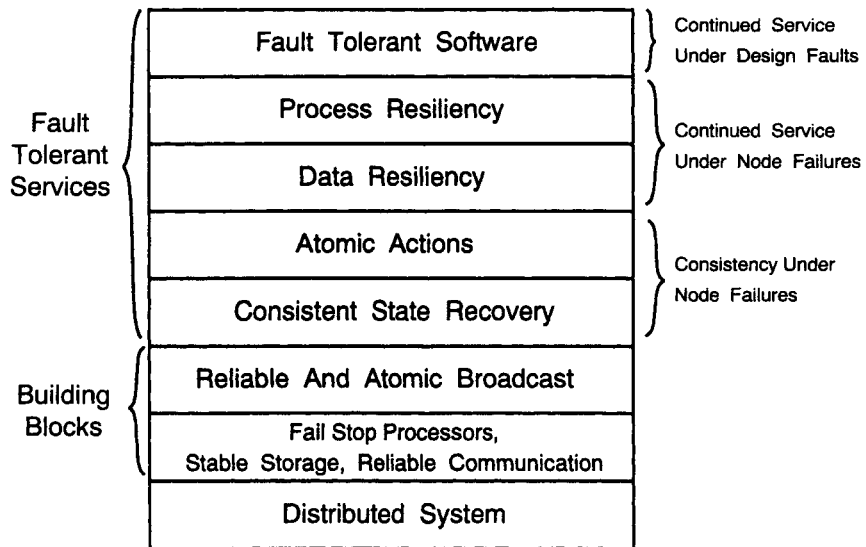 Fault Tolerant Software
Continued Service
Under Design Faults
Process Resiliency
Fault
Tolerant
Services
Continued Service
Under Node Failures
Data Resiliency
Atomic Actions
Consistency Under
Node Failures
Consistent State Recovery
Reliable And Atomic Broadcast
Building
Blocks
Fail Stop Processors,
Stable Storage, Reliable Communication
Distributed System